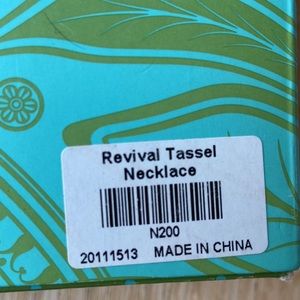 Revival Tassel
Necklace
N200
20111513 MADE IN CHINA